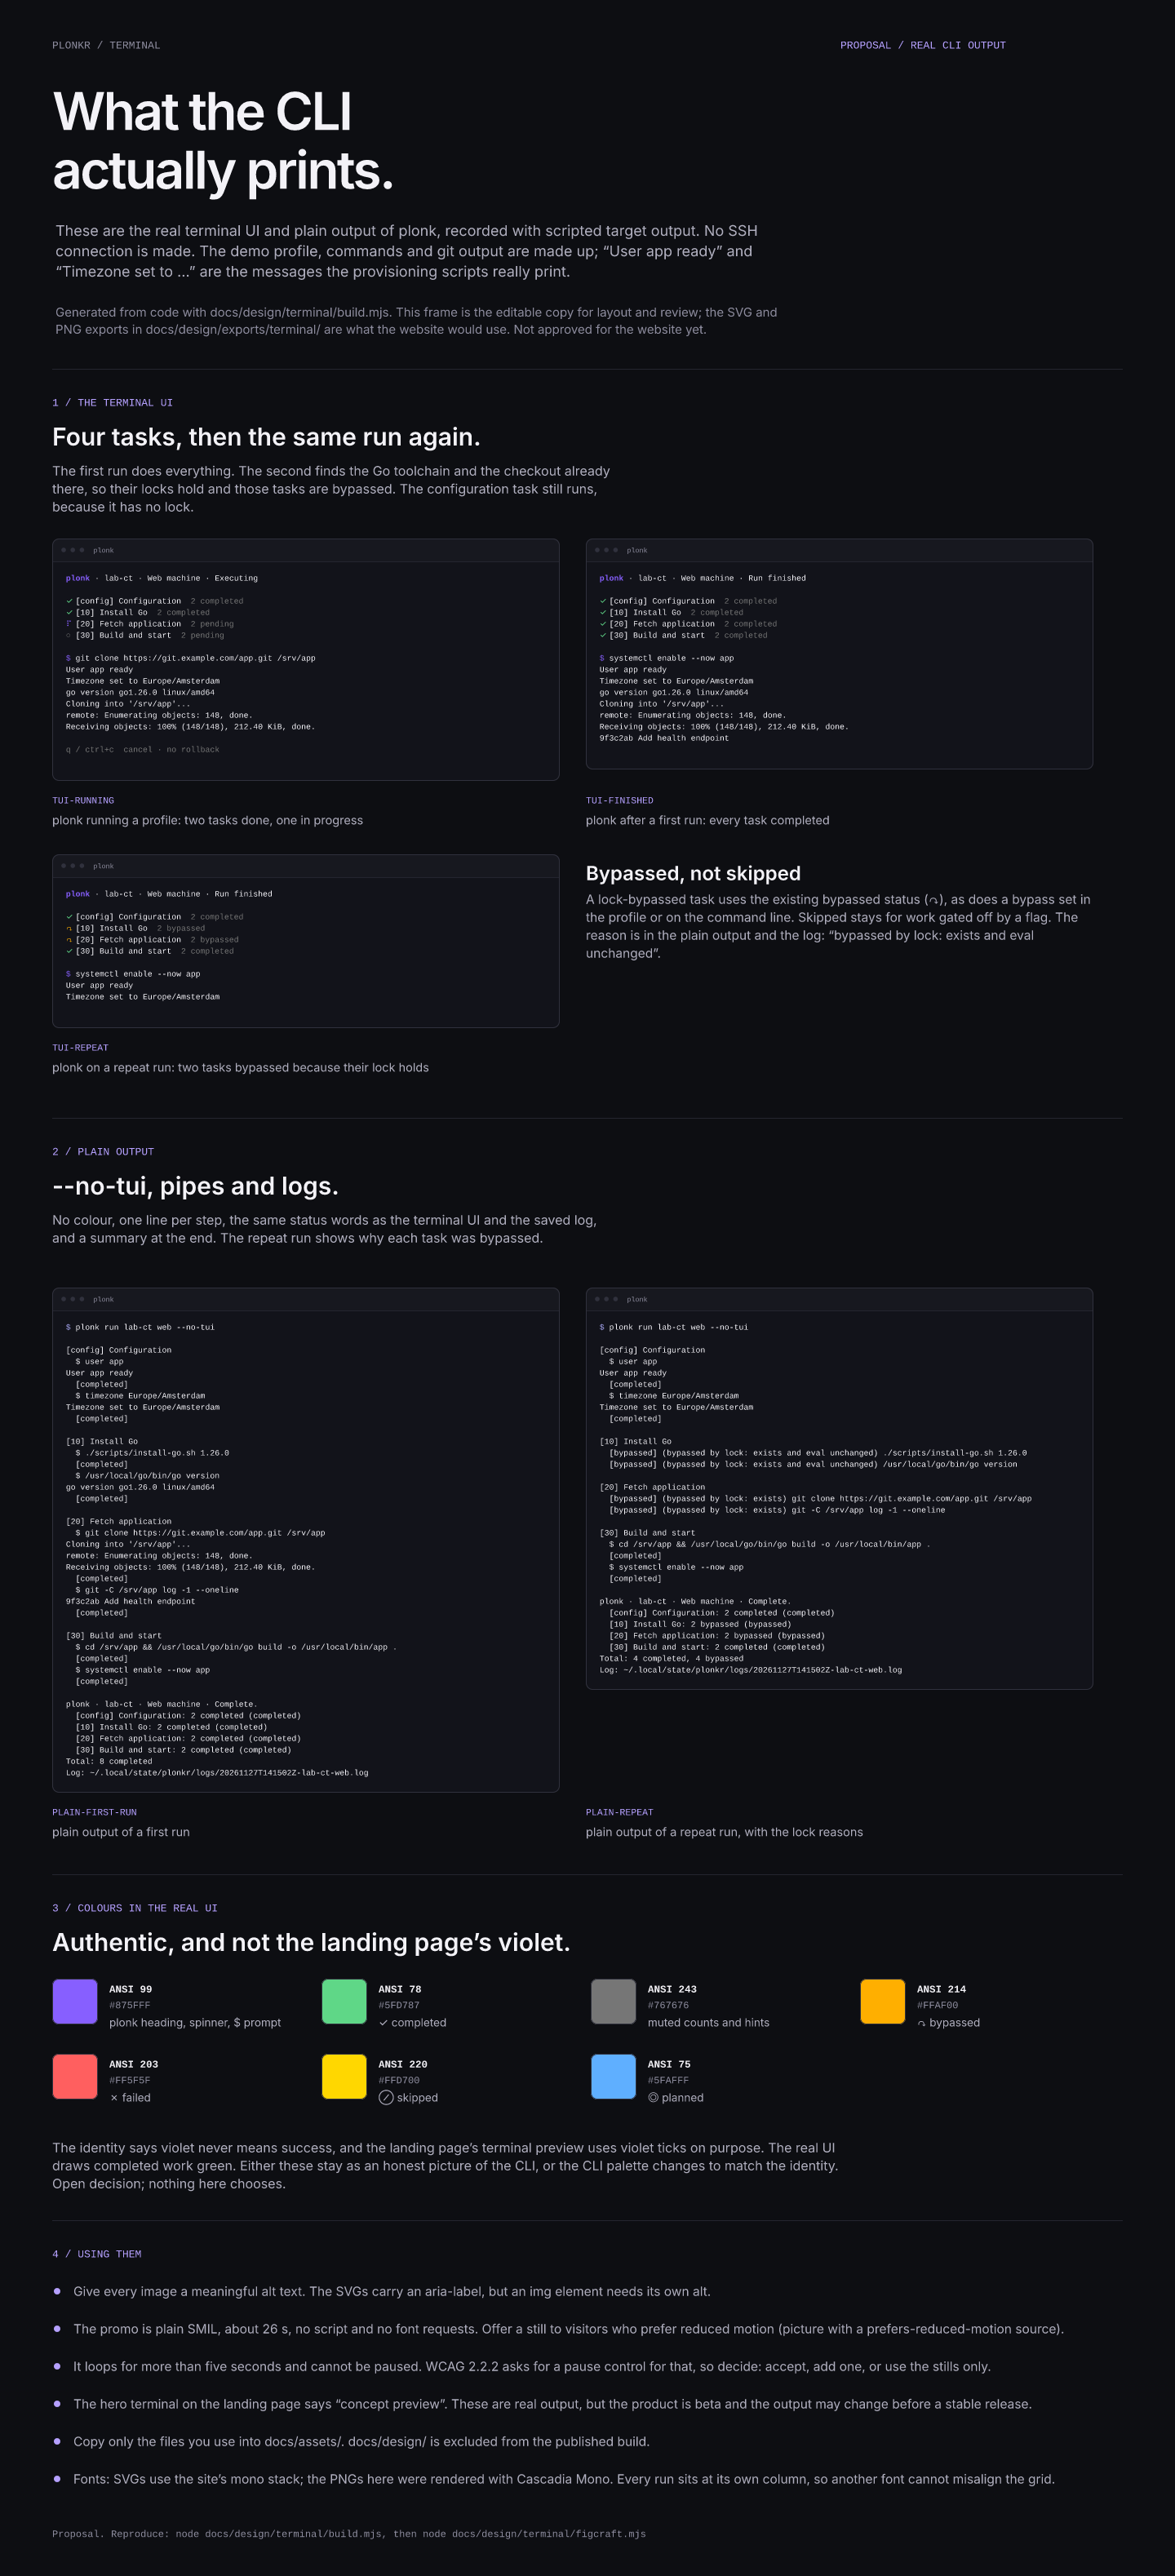 PLONKR / TERMINAL
PROPOSAL / REAL CLI OUTPUT
What the CLI
actually prints.
These are the real terminal UI and plain output of plonk, recorded with scripted target output. No SSH
connection is made. The demo profile, commands and git output are made up; “User app ready” and
“Timezone set to …” are the messages the provisioning scripts really print.
Generated from code with docs/design/terminal/build.mjs. This frame is the editable copy for layout and review; the SVG and
PNG exports in docs/design/exports/terminal/ are what the website would use. Not approved for the website yet.
1 / THE TERMINAL UI
Four tasks, then the same run again.
The first run does everything. The second finds the Go toolchain and the checkout already
there, so their locks hold and those tasks are bypassed. The configuration task still runs,
because it has no lock.
plonk
plonk · lab-ct · Web machine · Executing
✓ [config] Configuration  2 completed
✓ [10] Install Go  2 completed
[20] Fetch application  2 pending
[30] Build and start  2 pending
$ git clone https://git.example.com/app.git /srv/app
User app ready
Timezone set to Europe/Amsterdam
go version go1.26.0 linux/amd64
Cloning into '/srv/app'...
remote: Enumerating objects: 148, done.
Receiving objects: 100% (148/148), 212.40 KiB, done.
q / ctrl+c  cancel · no rollback
TUI-RUNNING
plonk running a profile: two tasks done, one in progress
plonk
plonk · lab-ct · Web machine · Run finished
✓ [config] Configuration  2 completed
✓ [10] Install Go  2 completed
✓ [20] Fetch application  2 completed
✓ [30] Build and start  2 completed
$ systemctl enable --now app
User app ready
Timezone set to Europe/Amsterdam
go version go1.26.0 linux/amd64
Cloning into '/srv/app'...
remote: Enumerating objects: 148, done.
Receiving objects: 100% (148/148), 212.40 KiB, done.
9f3c2ab Add health endpoint
TUI-FINISHED
plonk after a first run: every task completed
plonk
plonk · lab-ct · Web machine · Run finished
✓ [config] Configuration  2 completed
↷ [10] Install Go  2 bypassed
↷ [20] Fetch application  2 bypassed
✓ [30] Build and start  2 completed
$ systemctl enable --now app
User app ready
Timezone set to Europe/Amsterdam
TUI-REPEAT
plonk on a repeat run: two tasks bypassed because their lock holds
Bypassed, not skipped
A lock-bypassed task uses the existing bypassed status (↷), as does a bypass set in
the profile or on the command line. Skipped stays for work gated off by a flag. The
reason is in the plain output and the log: “bypassed by lock: exists and eval
unchanged”.
2 / PLAIN OUTPUT
--no-tui, pipes and logs.
No colour, one line per step, the same status words as the terminal UI and the saved log,
and a summary at the end. The repeat run shows why each task was bypassed.
plonk
$ plonk run lab-ct web --no-tui
[config] Configuration
$ user app
User app ready
[completed]
$ timezone Europe/Amsterdam
Timezone set to Europe/Amsterdam
[completed]
[10] Install Go
$ ./scripts/install-go.sh 1.26.0
[completed]
$ /usr/local/go/bin/go version
go version go1.26.0 linux/amd64
[completed]
[20] Fetch application
$ git clone https://git.example.com/app.git /srv/app
Cloning into '/srv/app'...
remote: Enumerating objects: 148, done.
Receiving objects: 100% (148/148), 212.40 KiB, done.
[completed]
$ git -C /srv/app log -1 --oneline
9f3c2ab Add health endpoint
[completed]
[30] Build and start
$ cd /srv/app && /usr/local/go/bin/go build -o /usr/local/bin/app .
[completed]
$ systemctl enable --now app
[completed]
plonk · lab-ct · Web machine · Complete.
[config] Configuration: 2 completed (completed)
[10] Install Go: 2 completed (completed)
[20] Fetch application: 2 completed (completed)
[30] Build and start: 2 completed (completed)
Total: 8 completed
Log: ~/.local/state/plonkr/logs/20261127T141502Z-lab-ct-web.log
PLAIN-FIRST-RUN
plain output of a first run
plonk
$ plonk run lab-ct web --no-tui
[config] Configuration
$ user app
User app ready
[completed]
$ timezone Europe/Amsterdam
Timezone set to Europe/Amsterdam
[completed]
[10] Install Go
[bypassed] (bypassed by lock: exists and eval unchanged) ./scripts/install-go.sh 1.26.0
[bypassed] (bypassed by lock: exists and eval unchanged) /usr/local/go/bin/go version
[20] Fetch application
[bypassed] (bypassed by lock: exists) git clone https://git.example.com/app.git /srv/app
[bypassed] (bypassed by lock: exists) git -C /srv/app log -1 --oneline
[30] Build and start
$ cd /srv/app && /usr/local/go/bin/go build -o /usr/local/bin/app .
[completed]
$ systemctl enable --now app
[completed]
plonk · lab-ct · Web machine · Complete.
[config] Configuration: 2 completed (completed)
[10] Install Go: 2 bypassed (bypassed)
[20] Fetch application: 2 bypassed (bypassed)
[30] Build and start: 2 completed (completed)
Total: 4 completed, 4 bypassed
Log: ~/.local/state/plonkr/logs/20261127T141502Z-lab-ct-web.log
PLAIN-REPEAT
plain output of a repeat run, with the lock reasons
3 / COLOURS IN THE REAL UI
Authentic, and not the landing page’s violet.
ANSI 99
#875FFF
plonk heading, spinner, $ prompt
ANSI 78
#5FD787
✓ completed
ANSI 243
#767676
muted counts and hints
ANSI 214
#FFAF00
↷ bypassed
ANSI 203
#FF5F5F
✕ failed
ANSI 220
#FFD700
⊘ skipped
ANSI 75
#5FAFFF
◎ planned
The identity says violet never means success, and the landing page’s terminal preview uses violet ticks on purpose. The real UI
draws completed work green. Either these stay as an honest picture of the CLI, or the CLI palette changes to match the identity.
Open decision; nothing here chooses.
4 / USING THEM
Give every image a meaningful alt text. The SVGs carry an aria-label, but an img element needs its own alt.
The promo is plain SMIL, about 26 s, no script and no font requests. Offer a still to visitors who prefer reduced motion (picture with a prefers-reduced-motion source).
It loops for more than five seconds and cannot be paused. WCAG 2.2.2 asks for a pause control for that, so decide: accept, add one, or use the stills only.
The hero terminal on the landing page says “concept preview”. These are real output, but the product is beta and the output may change before a stable release.
Copy only the files you use into docs/assets/. docs/design/ is excluded from the published build.
Fonts: SVGs use the site’s mono stack; the PNGs here were rendered with Cascadia Mono. Every run sits at its own column, so another font cannot misalign the grid.
Proposal. Reproduce: node docs/design/terminal/build.mjs, then node docs/design/terminal/figcraft.mjs